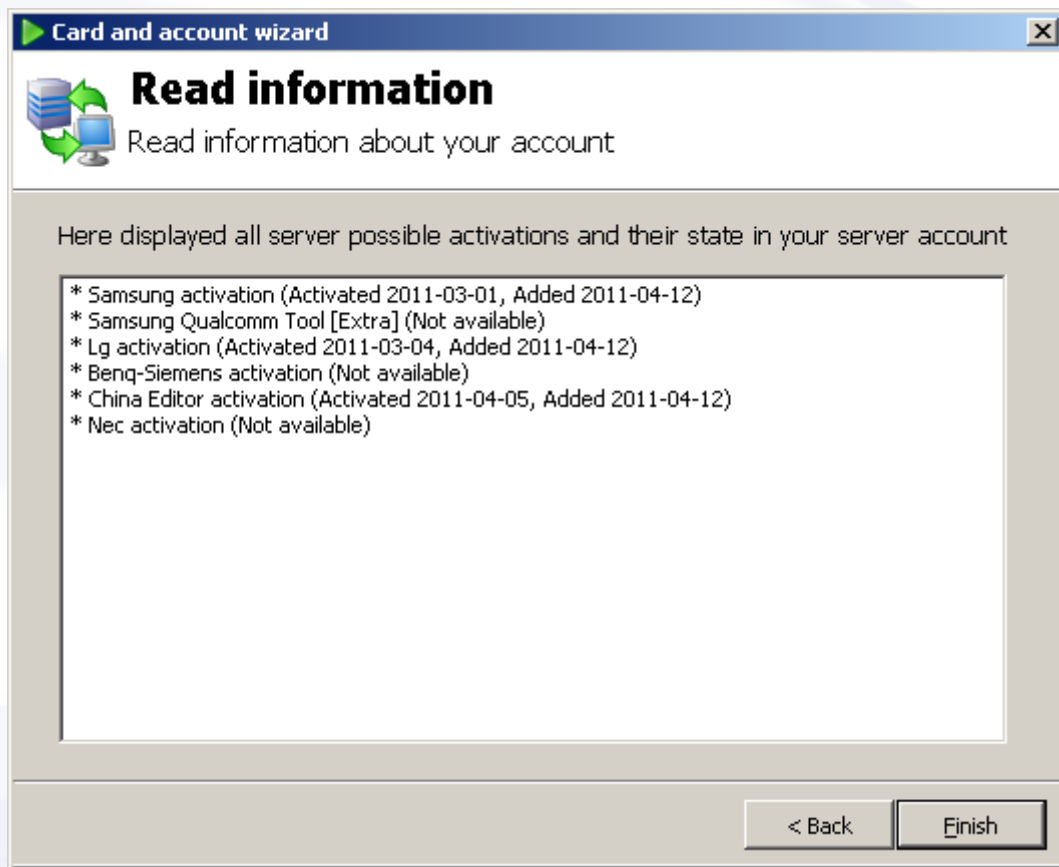 Card and account wizard
Read information
Read information about your account
Here displayed all server possible activations and their state in your server account
* Samsung activation (Activated 2011-03-01, Added 2011-04-12)
* Samsung Qualcomm Tool [Extra] (Not available)
* Lg activation (Activated 2011-03-04, Added 2011-04-12)
* Benq-Siemens activation (Not available)
* China Editor activation (Activated 2011-04-05, Added 2011-04-12)
* Nec activation (Not available)
< Back
Finish